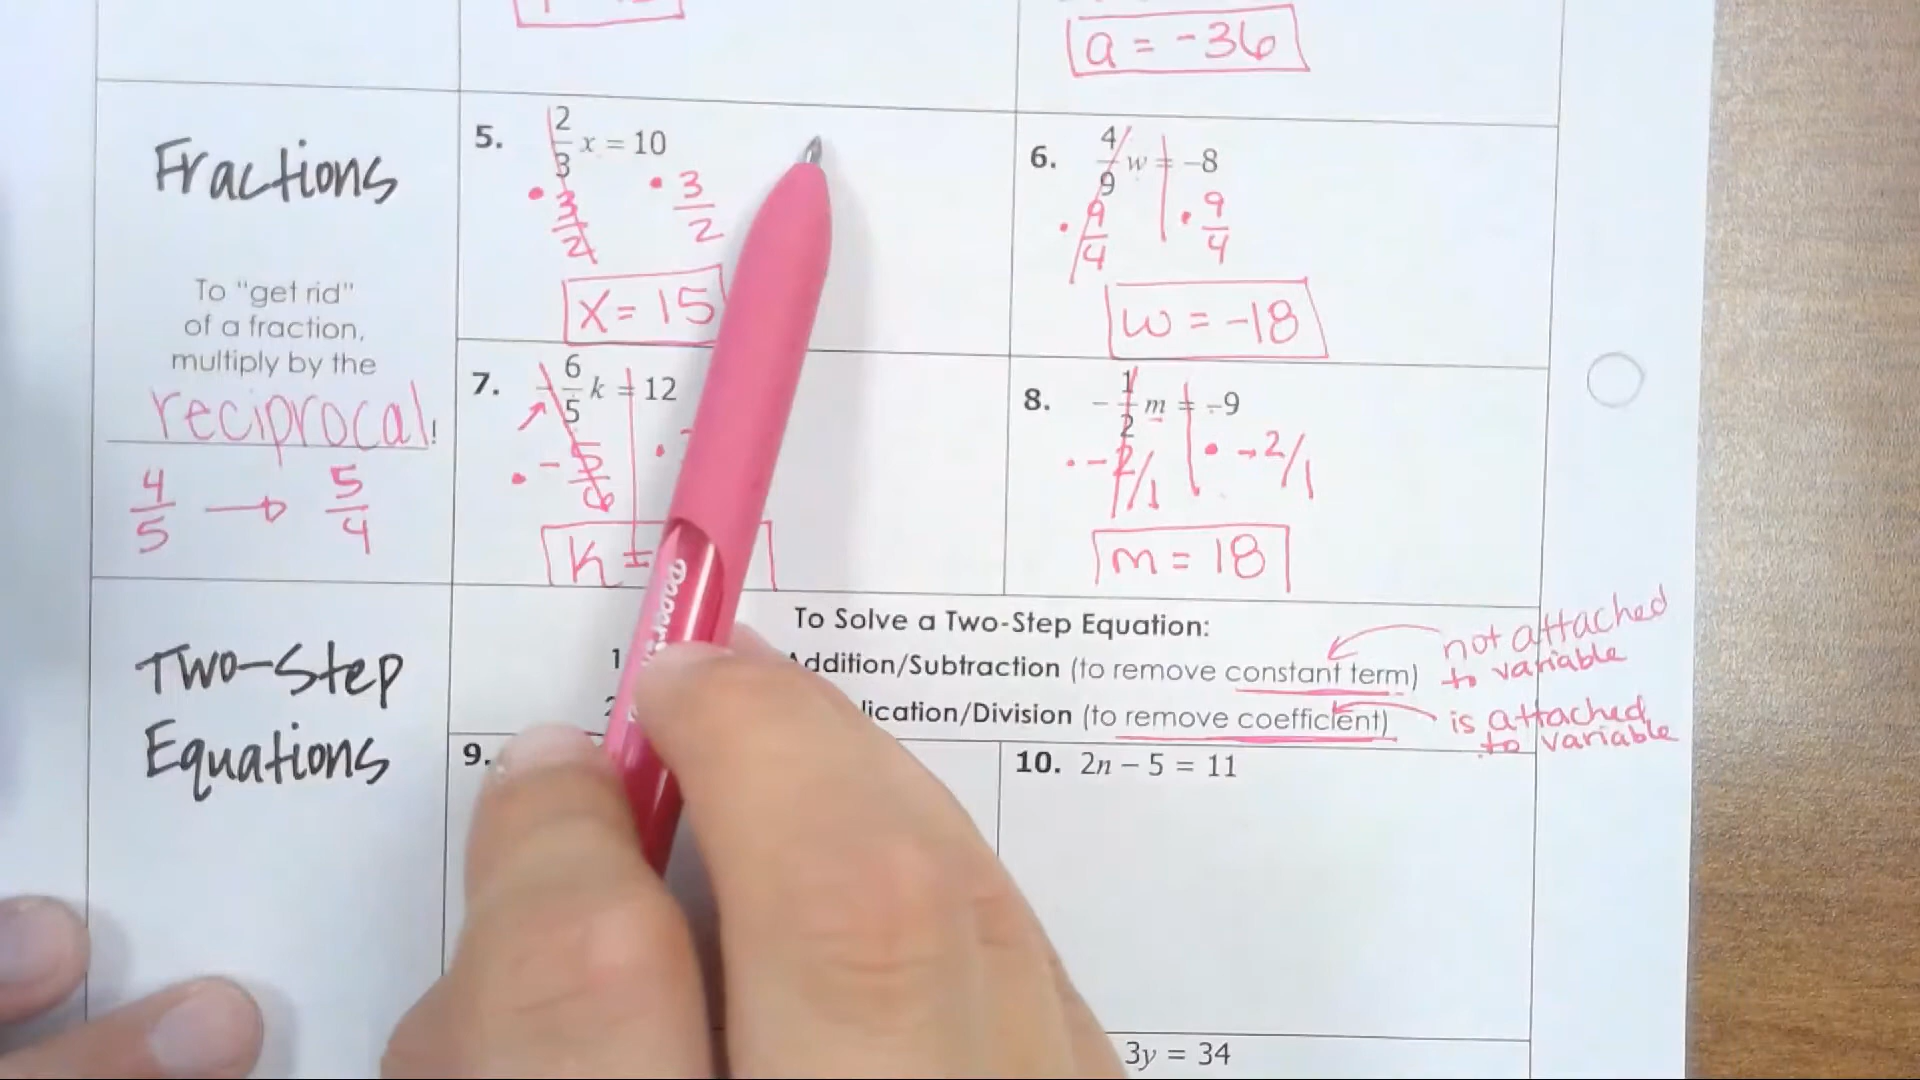 a = -36
Fractions
To "get rid"
of a fraction,
multiply by the
reciprocal!
4/5 → 5/4
5. 2/3 x = 10
• 3/2 • 3/2
x = 15
6. 4/9 w = -8
• 9/4 • 9/4
w = -18
7. -6/5 k = 12
• -5/6 •
k =
8. -1/2 m = -9
• -2/1 • -2/1
m = 18
Two-Step
Equations
To Solve a Two-Step Equation:
1 Addition/Subtraction (to remove constant term)
not attached
to variable
/Division (to remove coefficient)
is attached
to variable
9.
10. 2n – 5 = 11
3y = 34